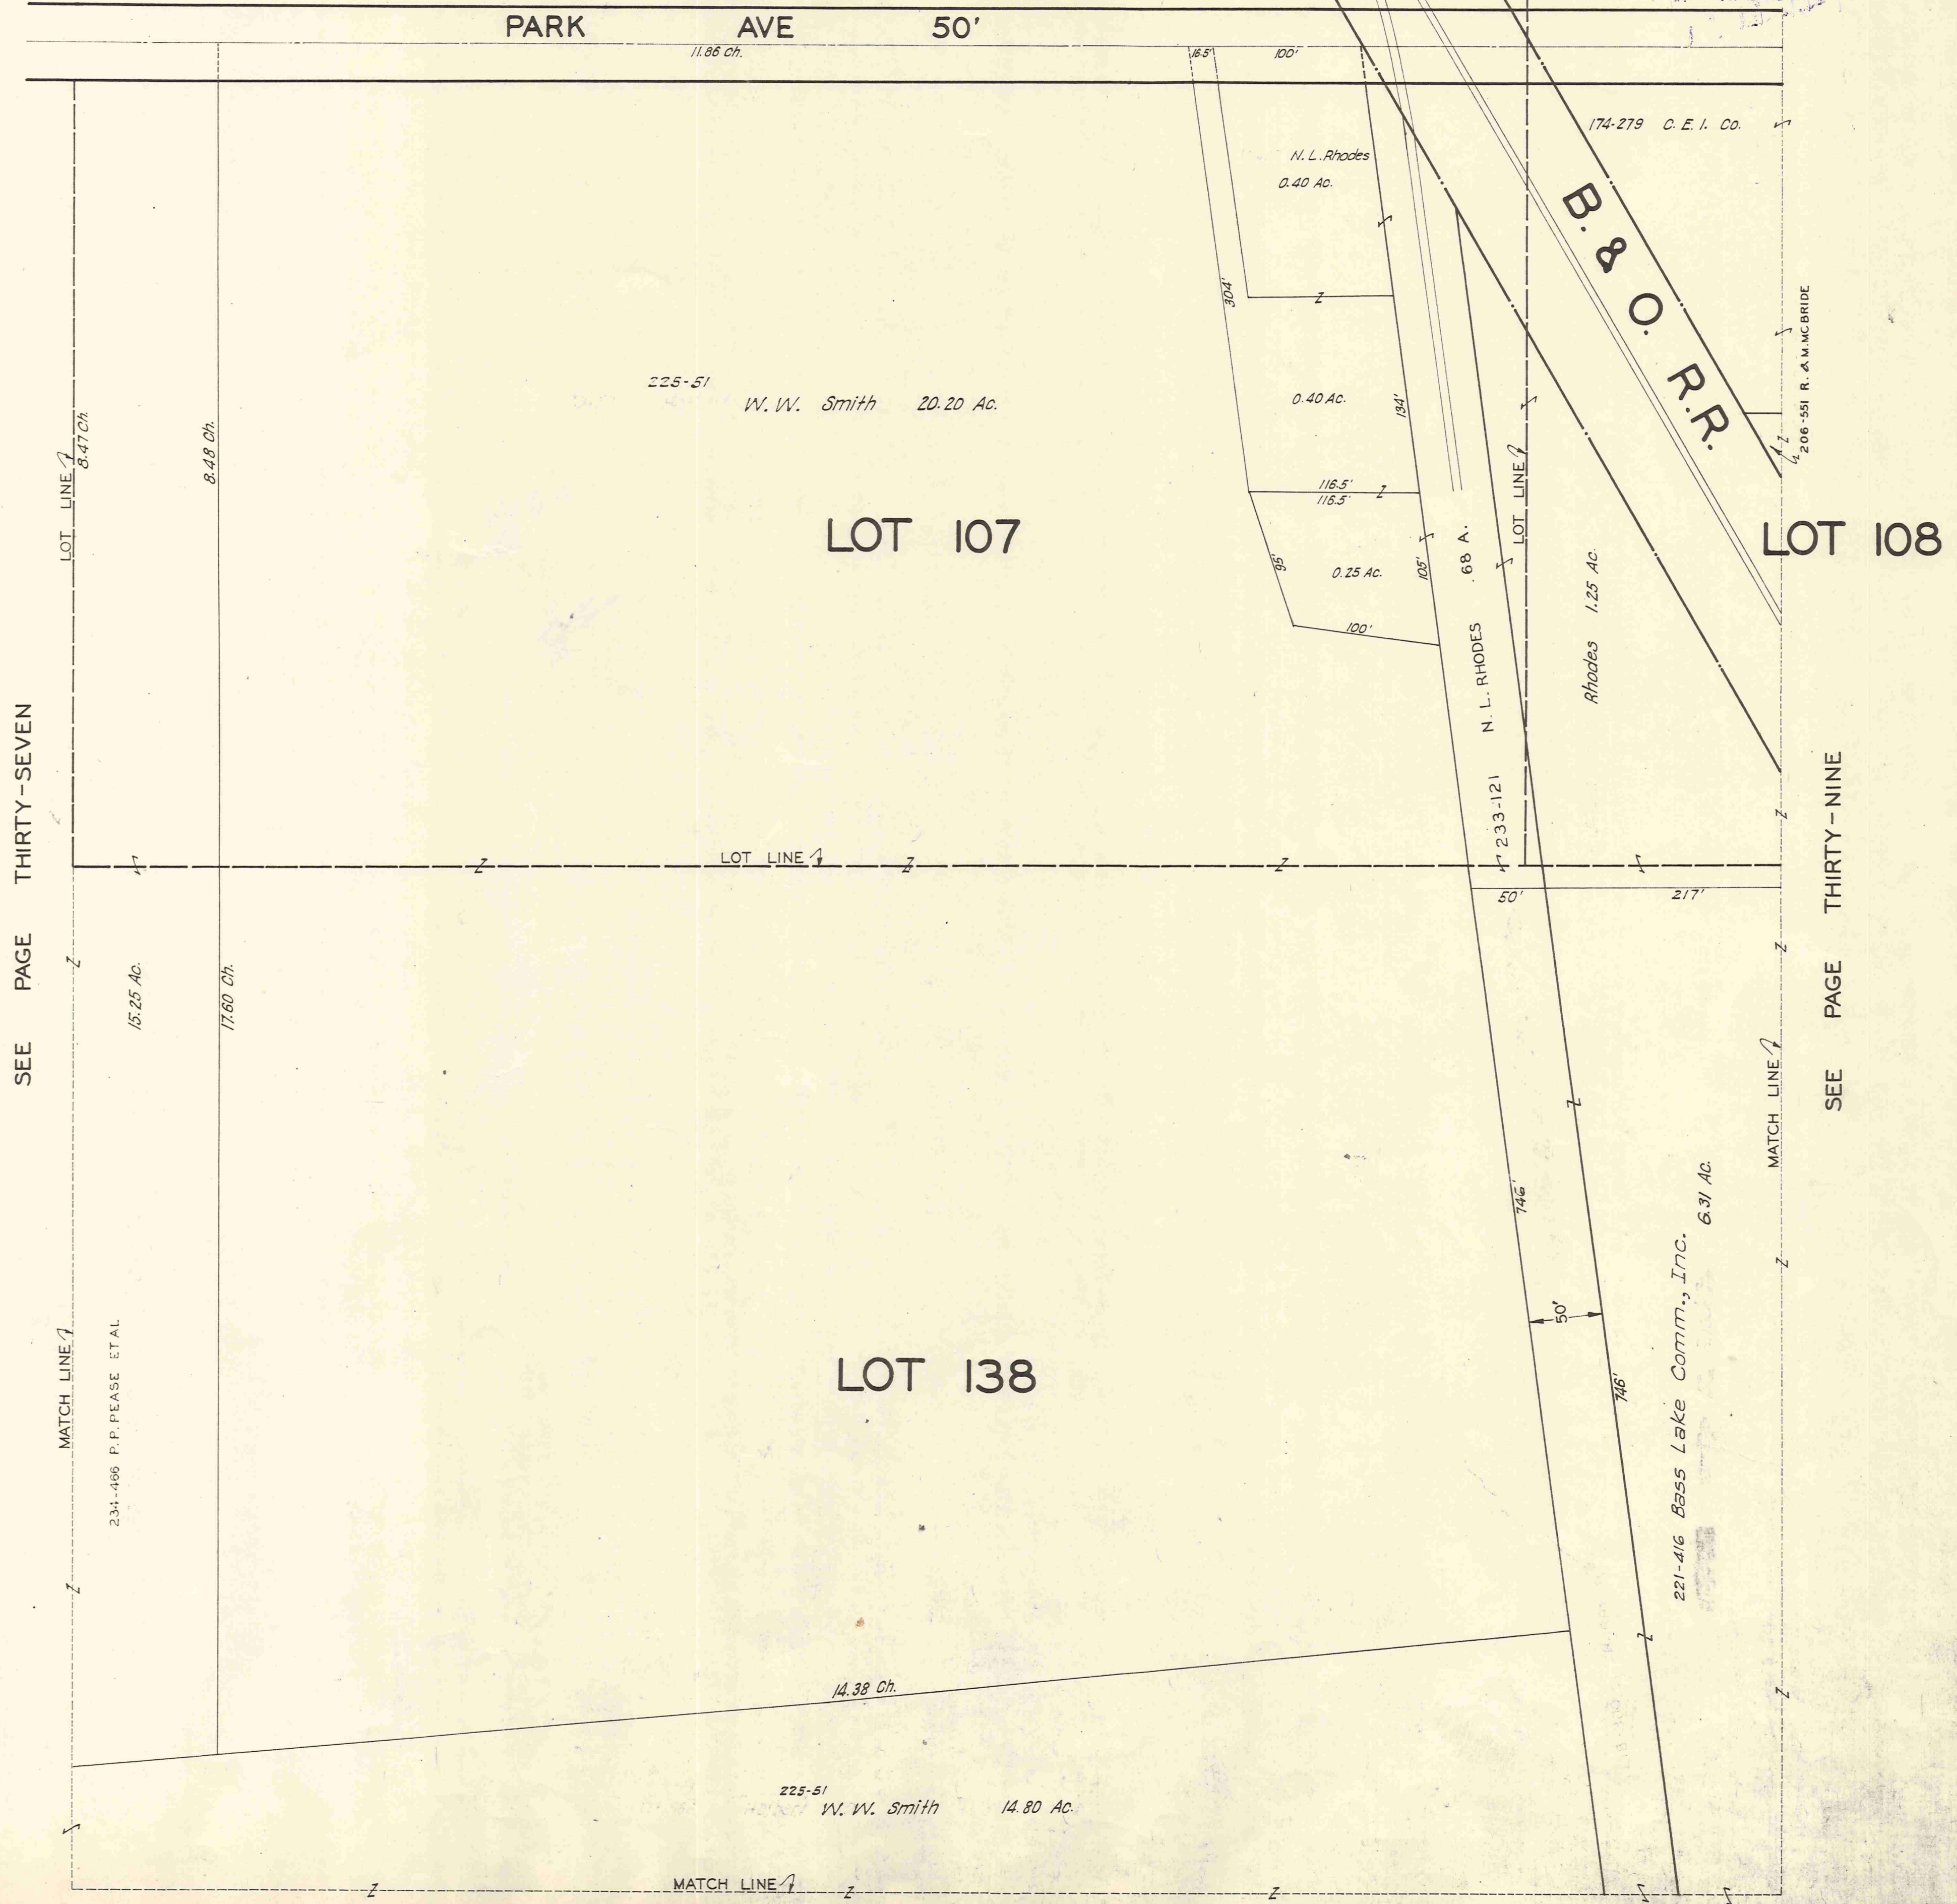 PARK AVE 50'
11.86 Ch.
16.5'
100'
174-279 C. E. I. Co.
N. L. Rhodes
0.40 Ac.
B. & O. R.R.
304'
206-551 R. & M. MCBRIDE
225-51
W. W. Smith 20.20 Ac.
0.40 Ac.
134'
8.47 Ch.
LOT LINE
8.48 Ch.
LOT LINE
116.5'
116.5'
LOT 107
LOT 108
95'
0.25 Ac.
105'
100'
233-121 N. L. RHODES .68 A.
Rhodes 1.25 Ac.
SEE PAGE THIRTY-SEVEN
SEE PAGE THIRTY-NINE
LOT LINE
50'
217'
15.25 Ac.
17.60 Ch.
MATCH LINE
746'
6.31 Ac.
221-416 Bass Lake Comm., Inc.
50'
746'
MATCH LINE
234-466 P. P. PEASE ET AL
LOT 138
14.38 Ch.
225-51
W. W. Smith 14.80 Ac.
MATCH LINE